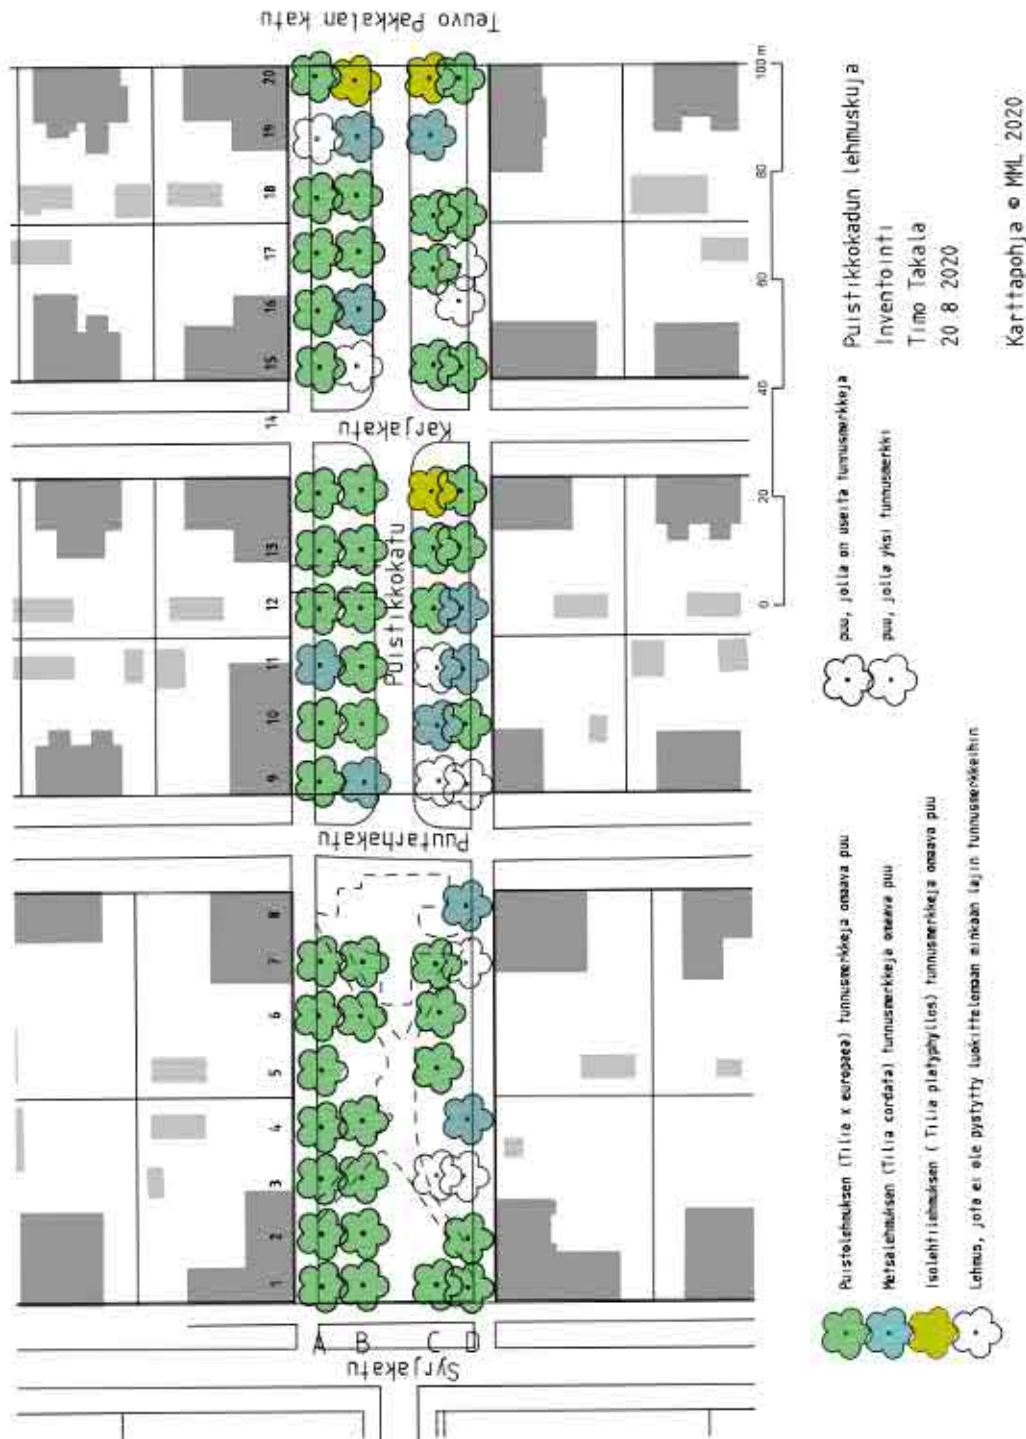 Teuvo Pakkalan katu
20
19
18
17
16
15
14
13
12
11
10
9
8
7
6
5
4
3
2
1
Karjakatu
Puistikkokatu
Puutarhakatu
A B C D
Syrjäkatu
0 20 40 60 80 100 m
Puistikkokadun lehmuskuja
Inventointi
Timo Takala
20 8 2020
Karttapohja © MML 2020
puu, jolla on useita tunnusmerkkejä
puu, jolla yksi tunnusmerkki
Puistolehmuksen (Tilia x europaea) tunnusmerkkejä omaava puu
Metsälehmuksen (Tilia cordata) tunnusmerkkejä omaava puu
Isolehtilehmuksen ( Tilia platyphyllos) tunnusmerkkejä omaava puu
Lehmus, jota ei ole pystytty luokittelemaan minkään lajin tunnusmerkkeihin